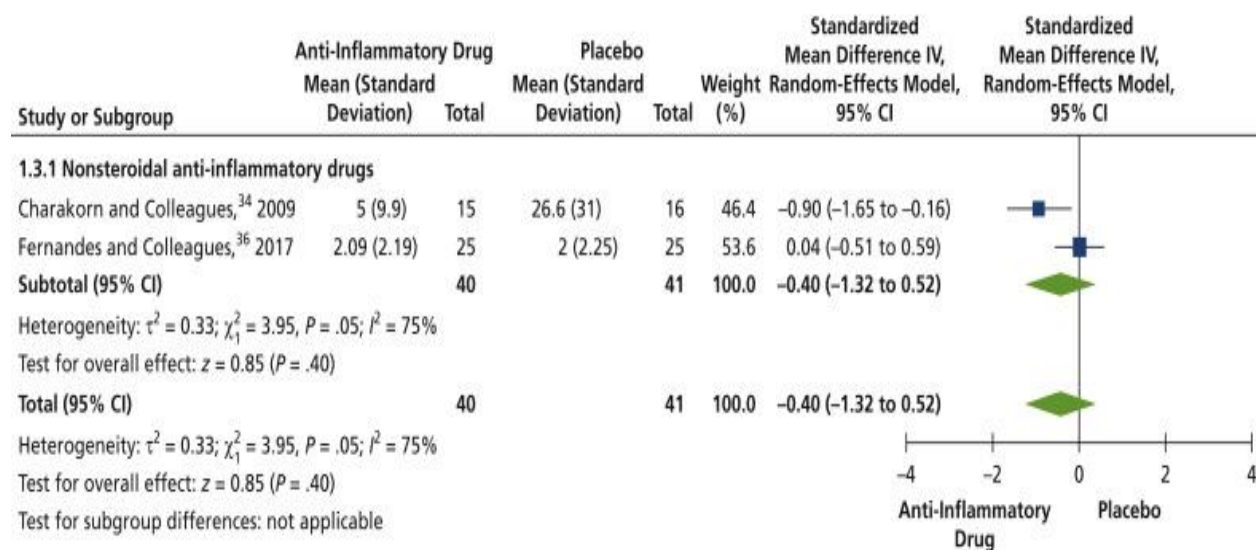 Standardized Standardized
Anti-Inflammatory Drug Placebo Mean Difference IV, Mean Difference IV,
Mean (Standard Mean (Standard Weight Random-Effects Model, Random-Effects Model,
Study or Subgroup Deviation) Total Deviation) Total (%) 95% CI 95% CI
1.3.1 Nonsteroidal anti-inflammatory drugs
Charakorn and Colleagues,³⁴ 2009 5 (9.9) 15 26.6 (31) 16 46.4 –0.90 (–1.65 to –0.16)
Fernandes and Colleagues,³⁶ 2017 2.09 (2.19) 25 2 (2.25) 25 53.6 0.04 (–0.51 to 0.59)
Subtotal (95% CI) 40 41 100.0 –0.40 (–1.32 to 0.52)
Heterogeneity: τ² = 0.33; χ²₁ = 3.95, P = .05; I² = 75%
Test for overall effect: z = 0.85 (P = .40)
Total (95% CI) 40 41 100.0 –0.40 (–1.32 to 0.52)
Heterogeneity: τ² = 0.33; χ²₁ = 3.95, P = .05; I² = 75%
Test for overall effect: z = 0.85 (P = .40)
Test for subgroup differences: not applicable
–4 –2 0 2 4
Anti-Inflammatory Placebo
Drug